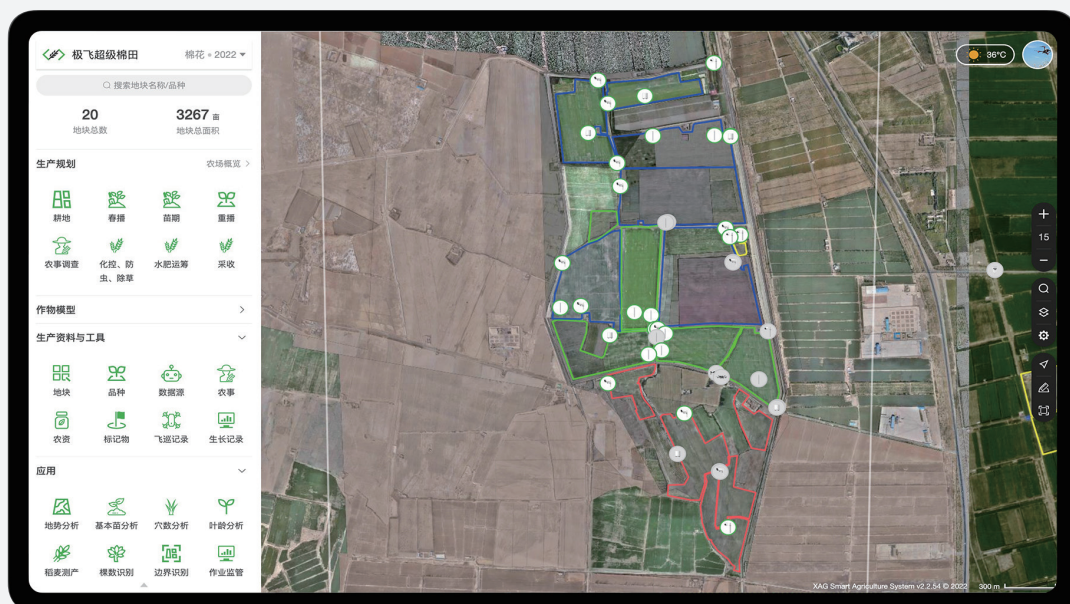 极飞超级棉田
棉花 • 2022
搜索地块名称/品种
20
地块总数
3267 亩
地块总面积
生产规划
农场概览
耕地
春播
苗期
重播
农事调查
化控、防虫、除草
水肥运筹
采收
作物模型
生产资料与工具
地块
品种
数据源
农事
农资
标记物
飞巡记录
生长记录
应用
地势分析
基本苗分析
穴数分析
叶龄分析
稻麦测产
棵数识别
边界识别
作业监管
36°C
15
XAG Smart Agriculture System v2.2.54 © 2022
300 m